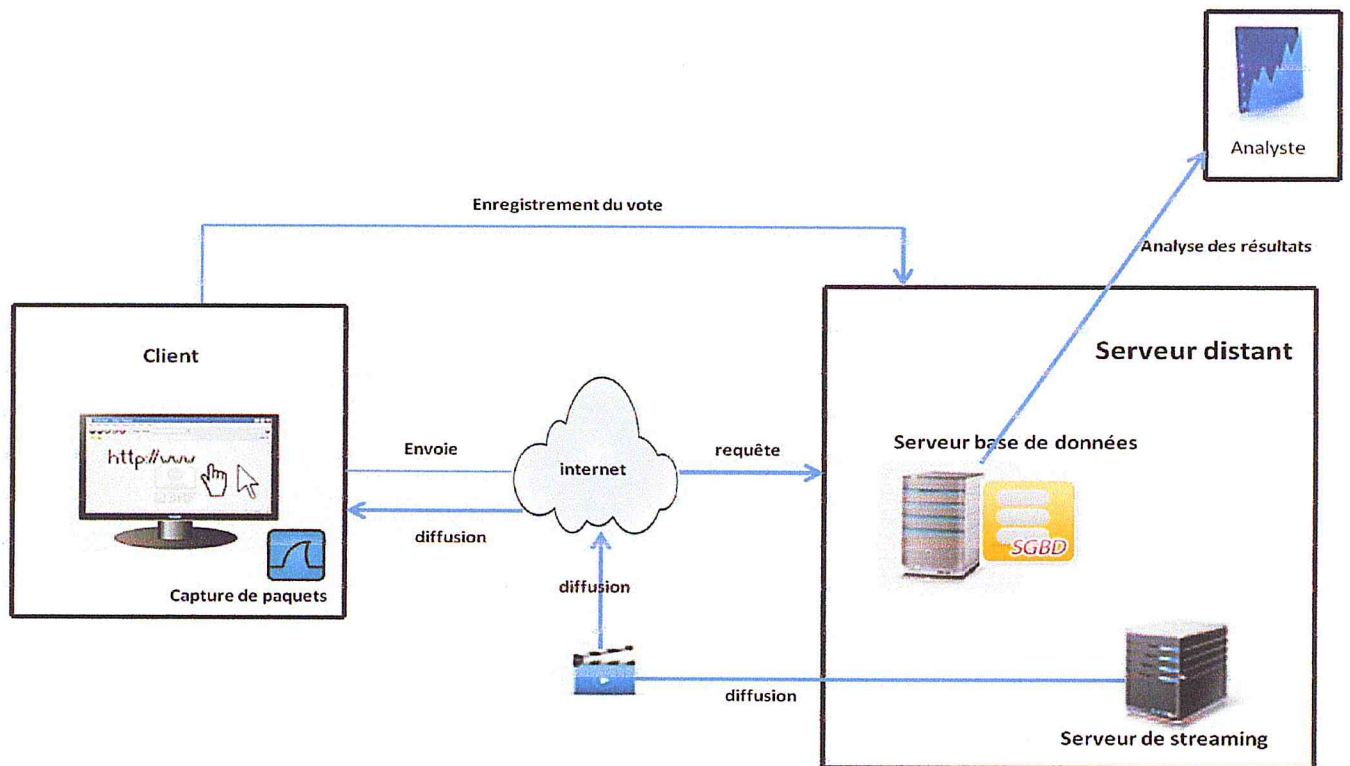 Analyste
Enregistrement du vote
Analyse des résultats
Client
Serveur distant
http://www
Envoie
internet
requête
Serveur base de données
diffusion
SGBD
Capture de paquets
diffusion
diffusion
Serveur de streaming